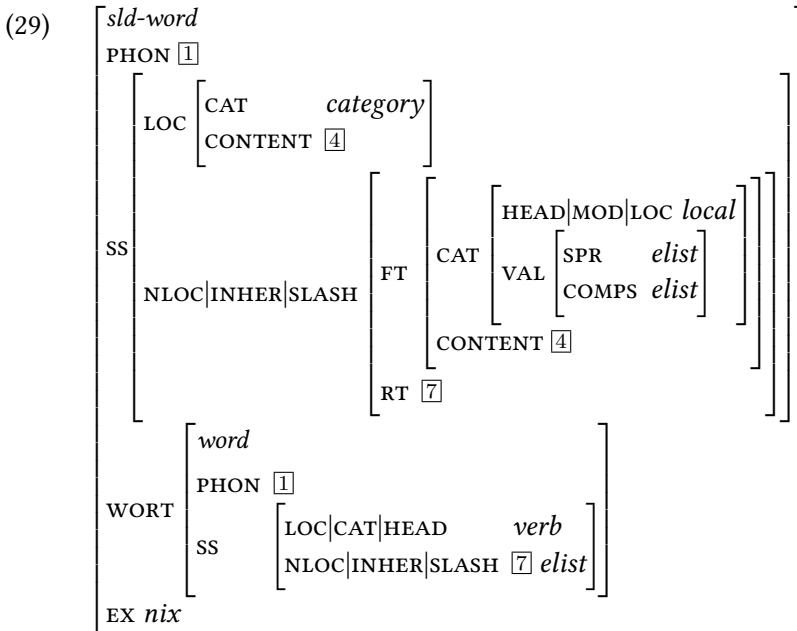 (29)
sld-word
PHON 1
LOC CAT category
CONTENT 4
HEAD|MOD|LOC local
SS
CAT
VAL SPR elist
COMPS elist
FT
NLOC|INHER|SLASH
CONTENT 4
RT 7
word
PHON 1
WORT
LOC|CAT|HEAD verb
SS
NLOC|INHER|SLASH 7 elist
EX nix